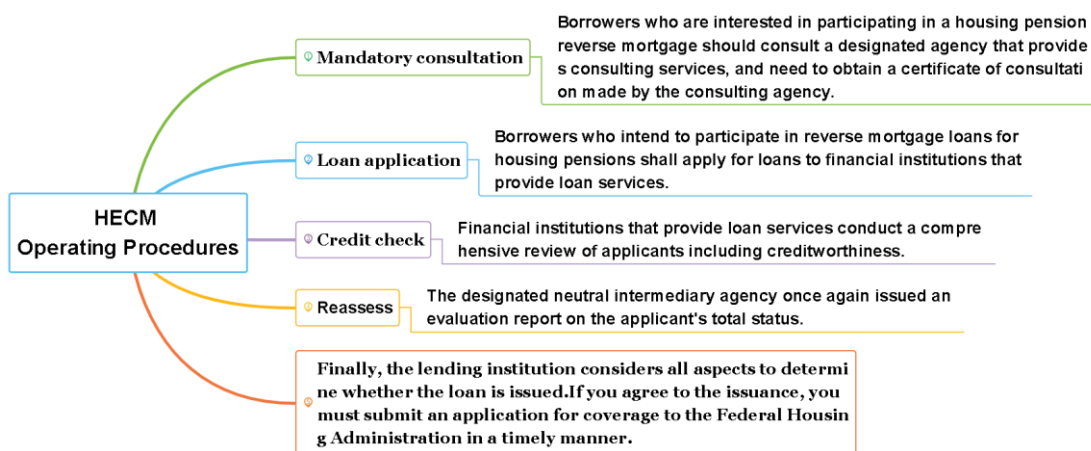 HECM
Operating Procedures
Mandatory consultation
Borrowers who are interested in participating in a housing pension
reverse mortgage should consult a designated agency that provide
s consulting services, and need to obtain a certificate of consultati
on made by the consulting agency.
Loan application
Borrowers who intend to participate in reverse mortgage loans for
housing pensions shall apply for loans to financial institutions that
provide loan services.
Credit check
Financial institutions that provide loan services conduct a compre
hensive review of applicants including creditworthiness.
Reassess
The designated neutral intermediary agency once again issued an
evaluation report on the applicant's total status.
Finally, the lending institution considers all aspects to determi
ne whether the loan is issued.If you agree to the issuance, you
must submit an application for coverage to the Federal Housin
g Administration in a timely manner.